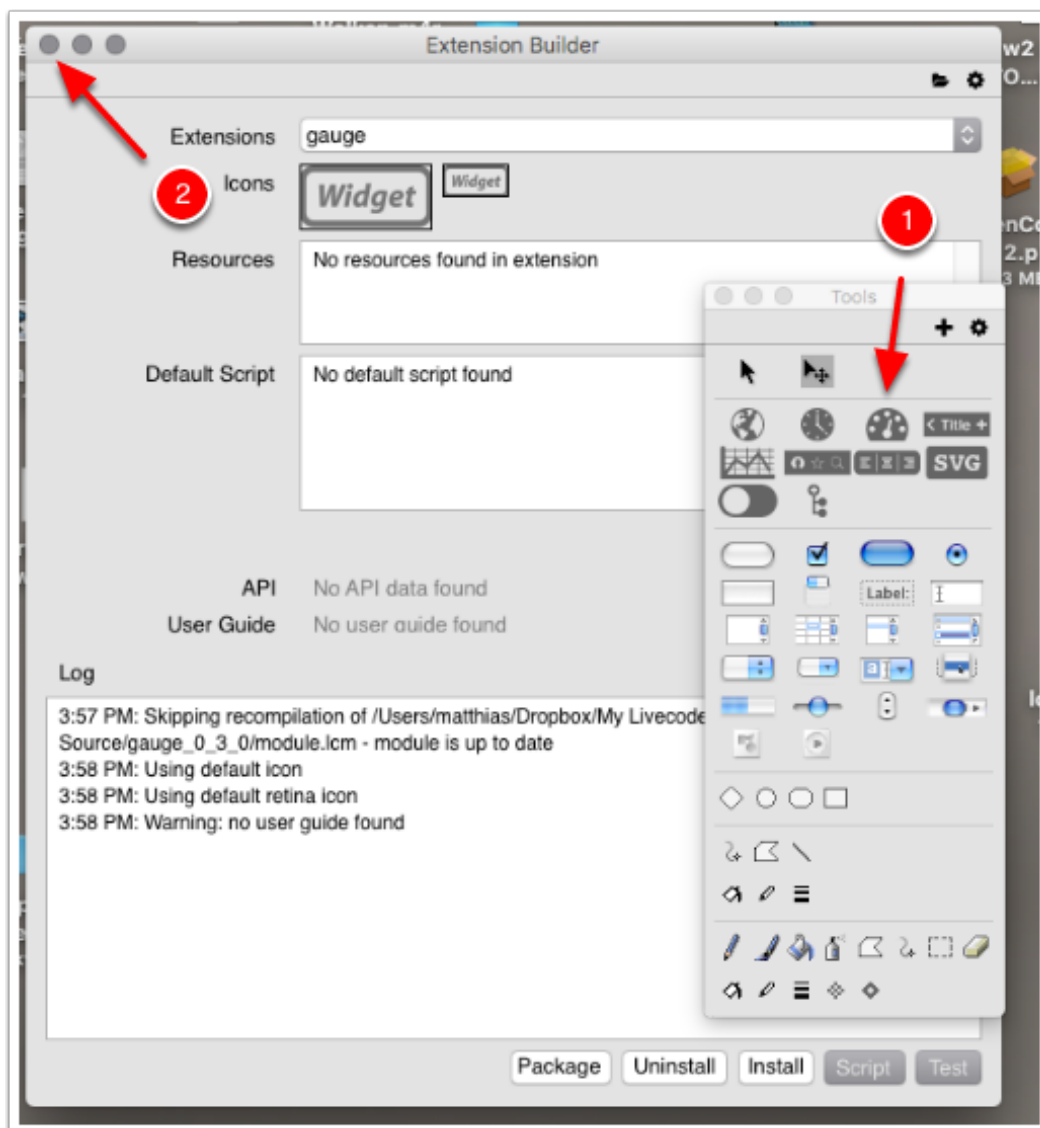 Extension Builder
w2
O...
Extensions
gauge
2
Icons
Widget
Widget
1
Resources
No resources found in extension
2.p
3 M
Tools
Default Script
No default script found
< Title +
SVG
API
No API data found
Label:
User Guide
No user guide found
Log
3:57 PM: Skipping recompilation of /Users/matthias/Dropbox/My Livecode
Source/gauge_0_3_0/module.lcm - module is up to date
3:58 PM: Using default icon
3:58 PM: Using default retina icon
3:58 PM: Warning: no user guide found
Package
Uninstall
Install
Script
Test